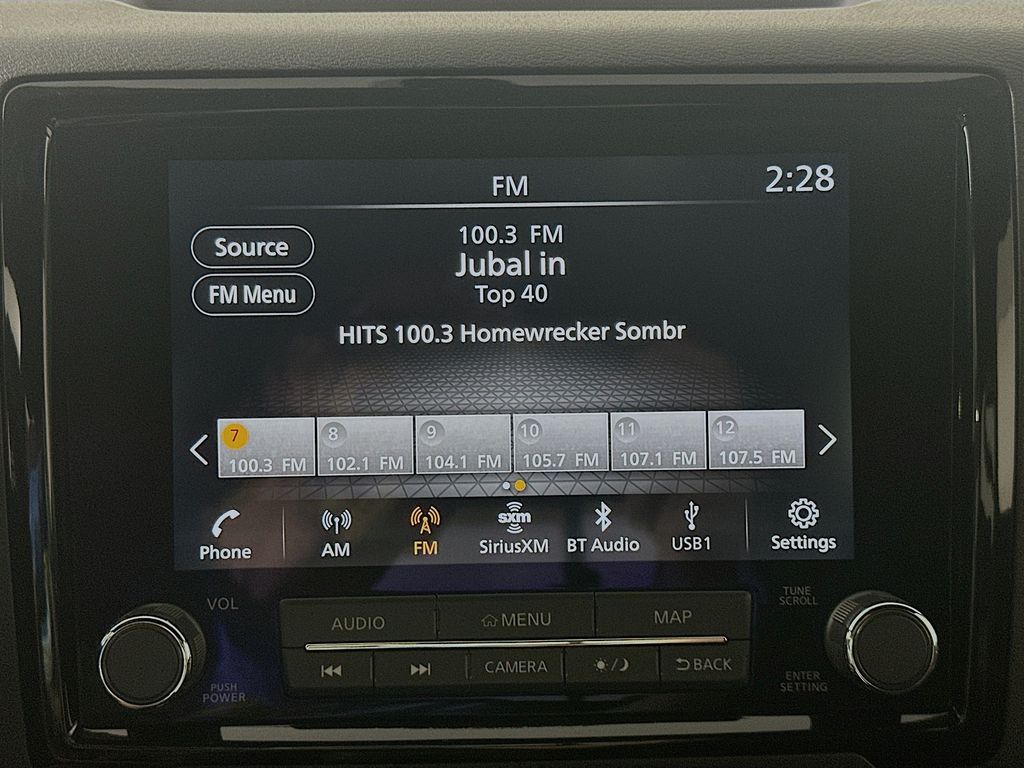 FM
2:28
Source
FM Menu
100.3 FM
Jubal in
Top 40
HITS 100.3 Homewrecker Sombr
7
100.3 FM
8
102.1 FM
9
104.1 FM
10
105.7 FM
11
107.1 FM
12
107.5 FM
Phone
AM
FM
sxm
SiriusXM
BT Audio
USB1
Settings
VOL
PUSH
POWER
AUDIO
MENU
MAP
CAMERA
BACK
TUNE
SCROLL
ENTER
SETTING